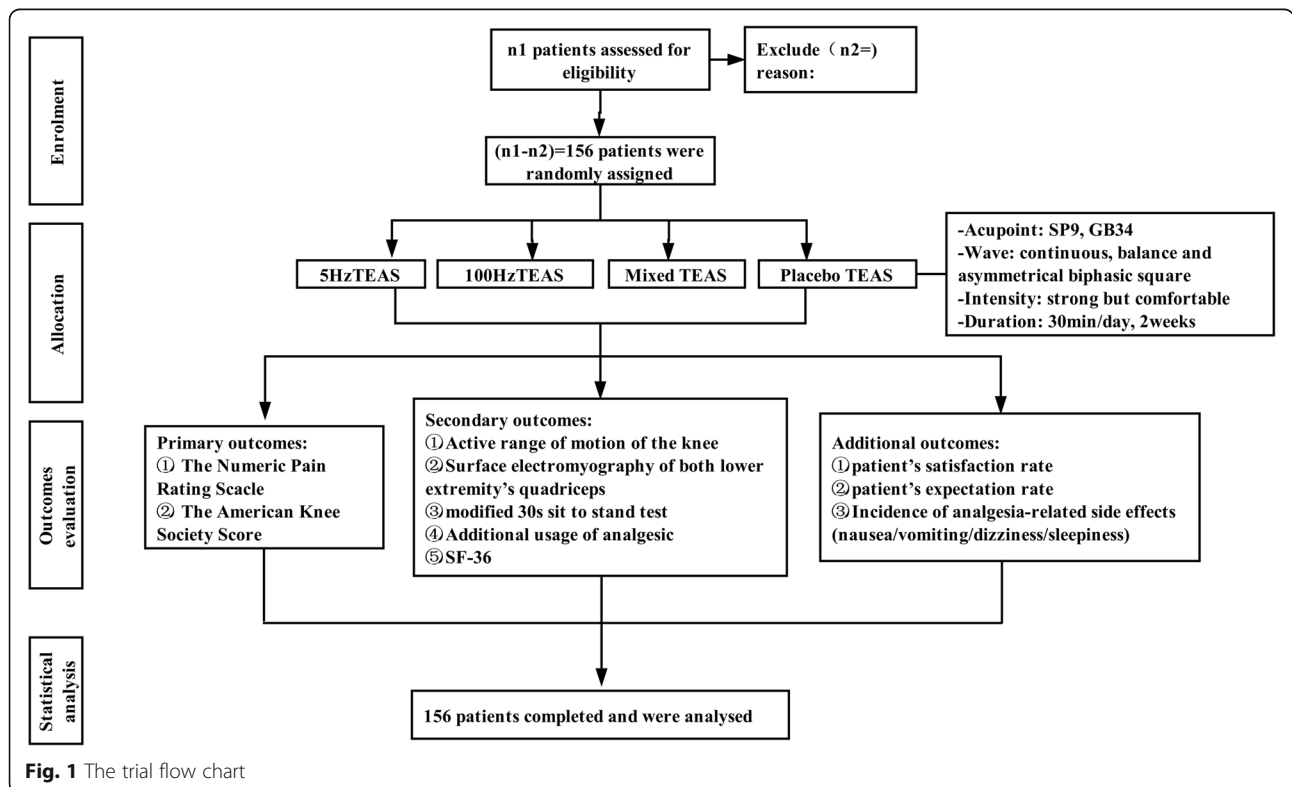 Enrolment
n1 patients assessed for
eligibility
Exclude（n2=)
reason:
(n1-n2)=156 patients were
randomly assigned
Allocation
5HzTEAS
100HzTEAS
Mixed TEAS
Placebo TEAS
-Acupoint: SP9, GB34
-Wave: continuous, balance and
asymmetrical biphasic square
-Intensity: strong but comfortable
-Duration: 30min/day, 2weeks
Outcomes
evaluation
Primary outcomes:
① The Numeric Pain
Rating Scacle
② The American Knee
Society Score
Secondary outcomes:
①Active range of motion of the knee
②Surface electromyography of both lower
extremity's quadriceps
③modified 30s sit to stand test
④Additional usage of analgesic
⑤SF-36
Additional outcomes:
①patient's satisfaction rate
②patient's expectation rate
③Incidence of analgesia-related side effects
(nausea/vomiting/dizziness/sleepiness)
Statistical
analysis
156 patients completed and were analysed
Fig. 1 The trial flow chart